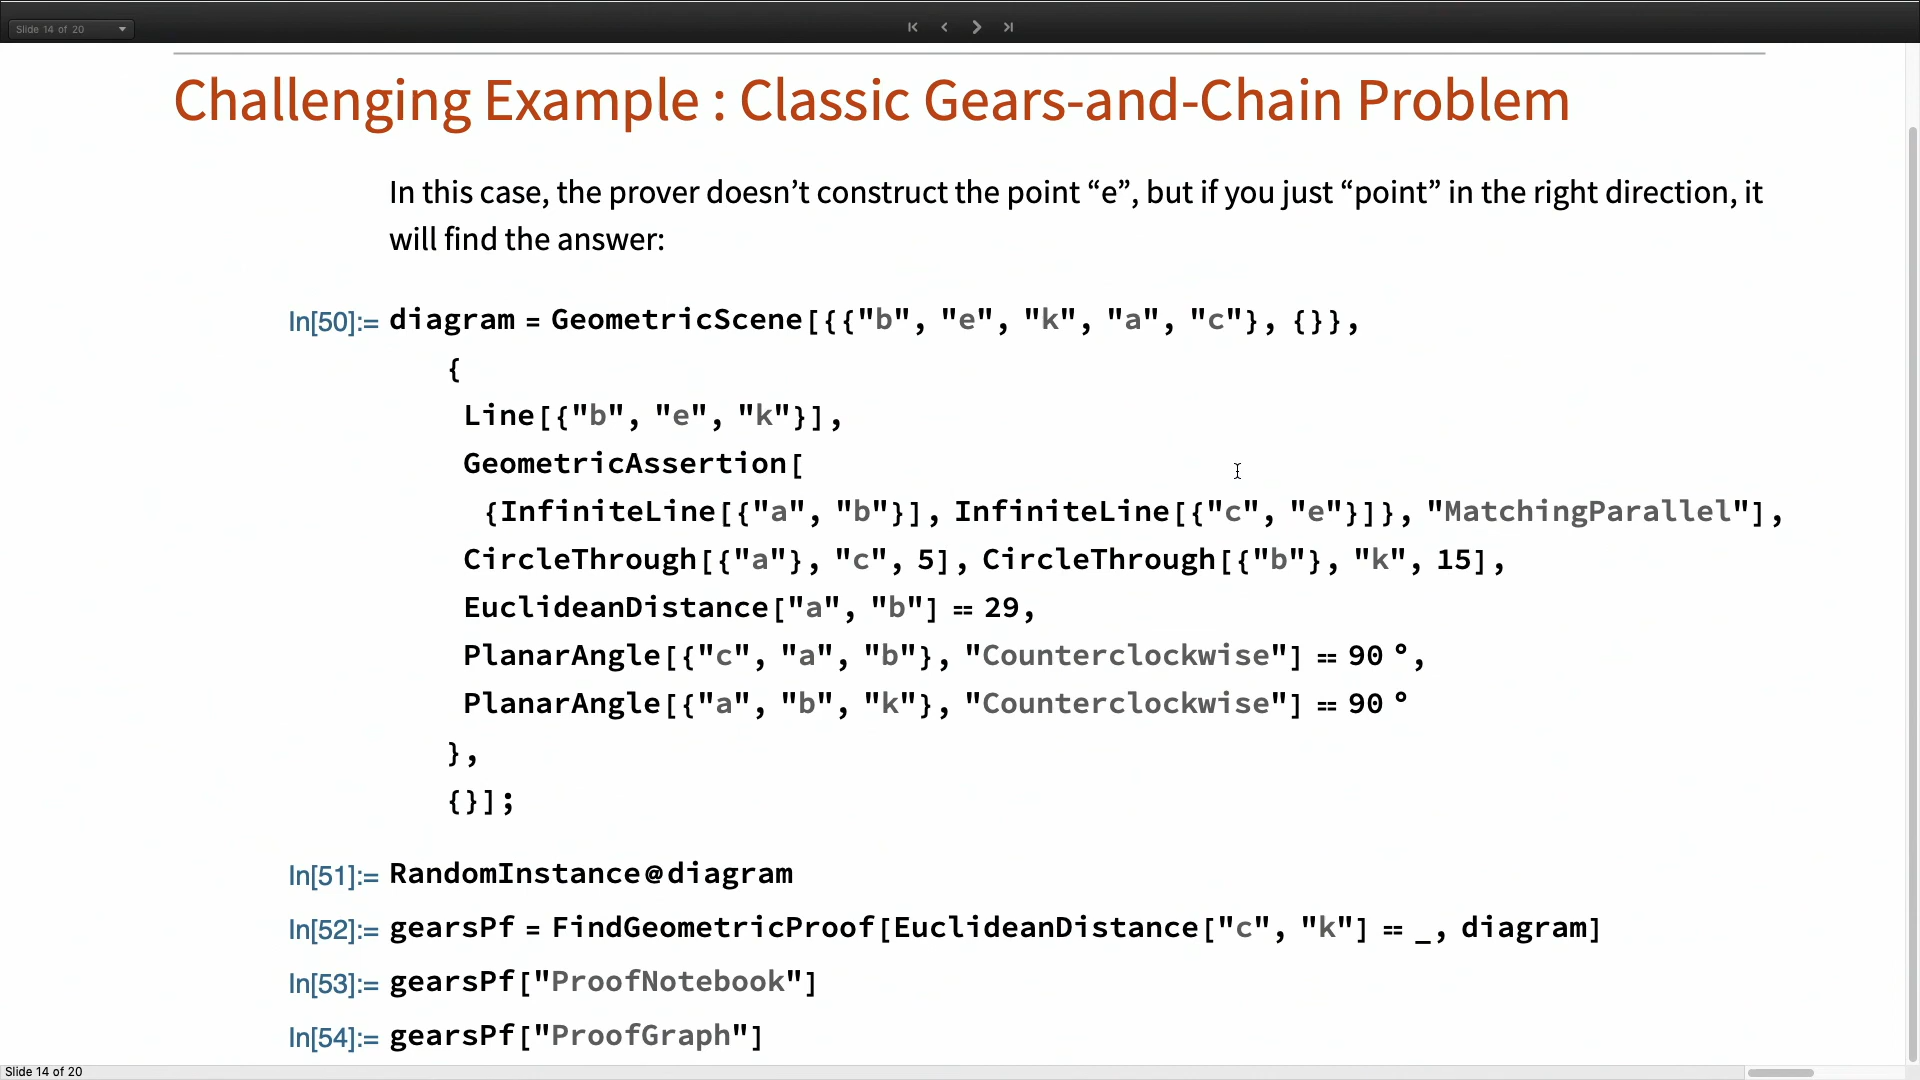 Slide 14 of 20
Challenging Example : Classic Gears-and-Chain Problem
In this case, the prover doesn’t construct the point “e”, but if you just “point” in the right direction, it
will find the answer:
In[50]:= diagram = GeometricScene[{{"b", "e", "k", "a", "c"}, {}},
{
Line[{"b", "e", "k"}],
GeometricAssertion[
{InfiniteLine[{"a", "b"}], InfiniteLine[{"c", "e"}]}, "MatchingParallel"],
CircleThrough[{"a"}, "c", 5], CircleThrough[{"b"}, "k", 15],
EuclideanDistance["a", "b"] == 29,
PlanarAngle[{"c", "a", "b"}, "Counterclockwise"] == 90 °,
PlanarAngle[{"a", "b", "k"}, "Counterclockwise"] == 90 °
},
{}];
In[51]:= RandomInstance@diagram
In[52]:= gearsPf = FindGeometricProof[EuclideanDistance["c", "k"] == _, diagram]
In[53]:= gearsPf["ProofNotebook"]
In[54]:= gearsPf["ProofGraph"]
Slide 14 of 20